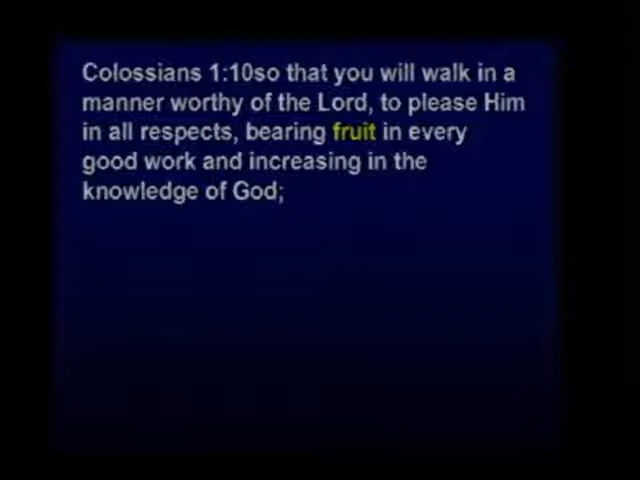 Colossians 1:10so that you will walk in a
manner worthy of the Lord, to please Him
in all respects, bearing fruit in every
good work and increasing in the
knowledge of God;